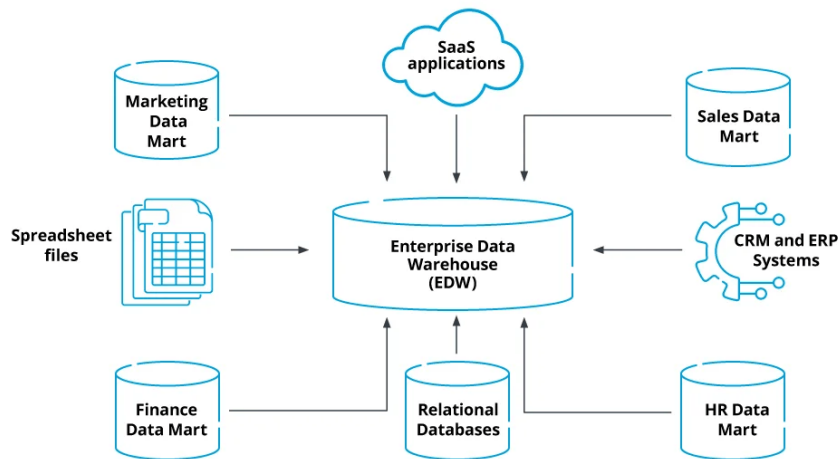 SaaS
applications
Marketing
Data
Mart
Sales Data
Mart
Spreadsheet
files
Enterprise Data
Warehouse
(EDW)
CRM and ERP
Systems
Finance
Data Mart
Relational
Databases
HR Data
Mart